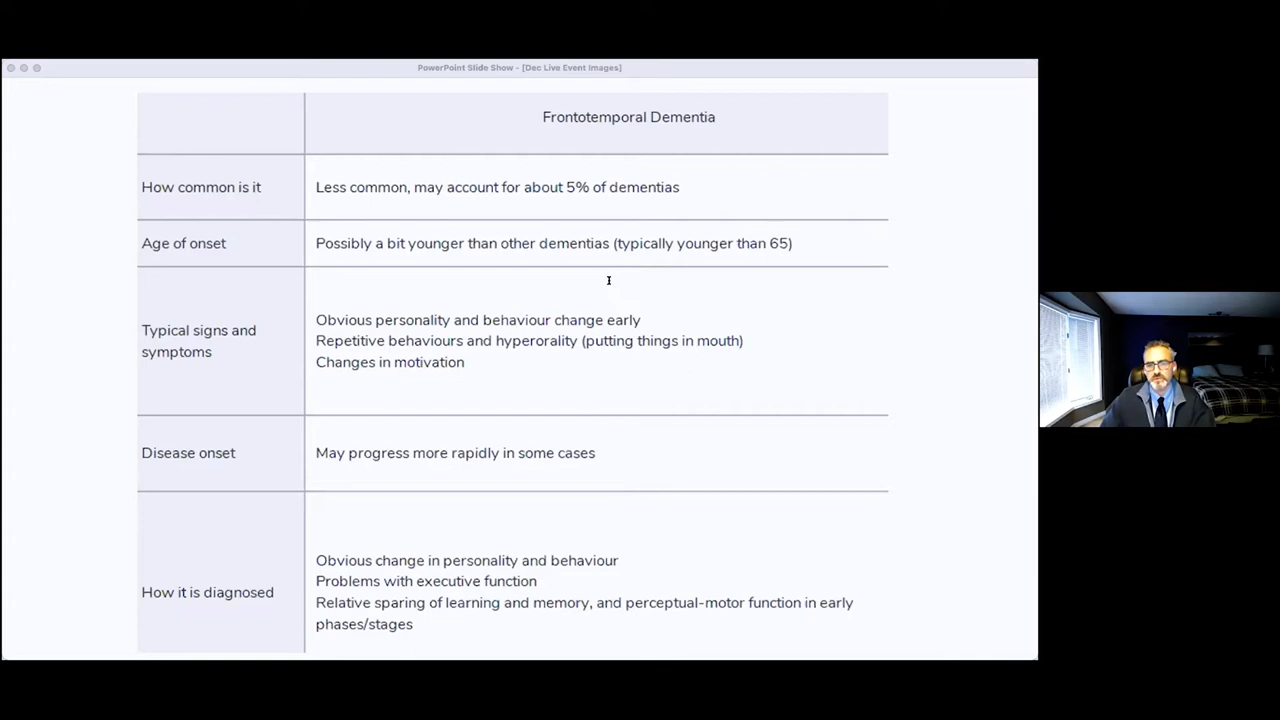 PowerPoint Slide Show - [Dec Live Event Images]
Frontotemporal Dementia
How common is it
Less common, may account for about 5% of dementias
Age of onset
Possibly a bit younger than other dementias (typically younger than 65)
Typical signs and
symptoms
Obvious personality and behaviour change early
Repetitive behaviours and hyperorality (putting things in mouth)
Changes in motivation
Disease onset
May progress more rapidly in some cases
How it is diagnosed
Obvious change in personality and behaviour
Problems with executive function
Relative sparing of learning and memory, and perceptual-motor function in early
phases/stages